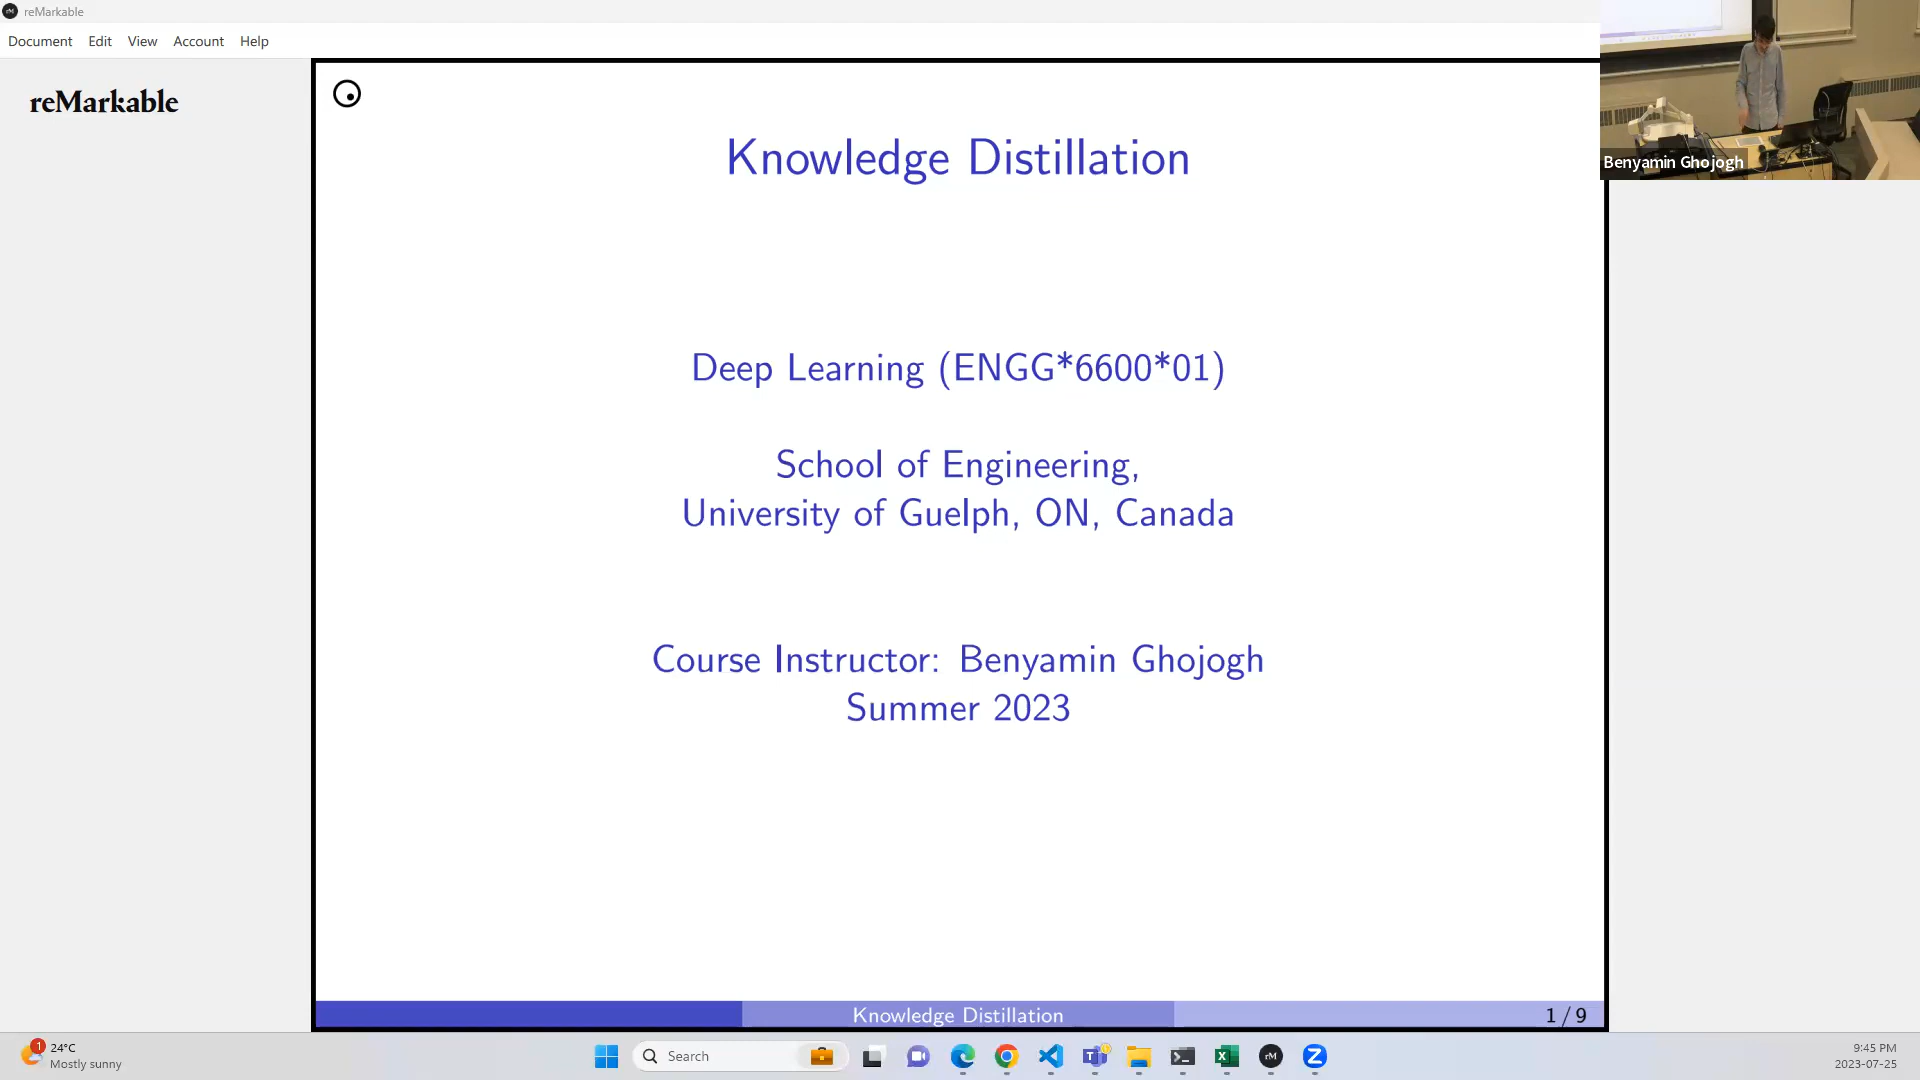 reMarkable
Document Edit View Account Help
reMarkable
Benyamin Ghojogh
Knowledge Distillation
Deep Learning (ENGG*6600*01)
School of Engineering,
University of Guelph, ON, Canada
Course Instructor: Benyamin Ghojogh
Summer 2023
Knowledge Distillation
1 / 9
1
24°C
Mostly sunny
Search
rM
9:45 PM
2023-07-25